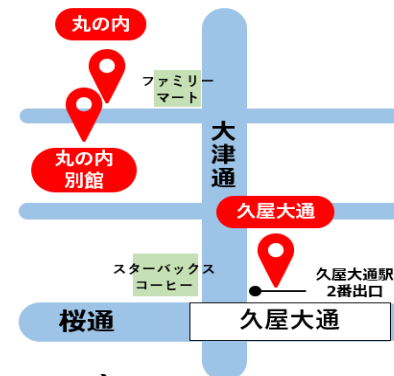 丸の内
ファミリー
マート
大津通
丸の内
別館
久屋大通
スターバックス
コーヒー
久屋大通駅
2番出口
桜通
久屋大通